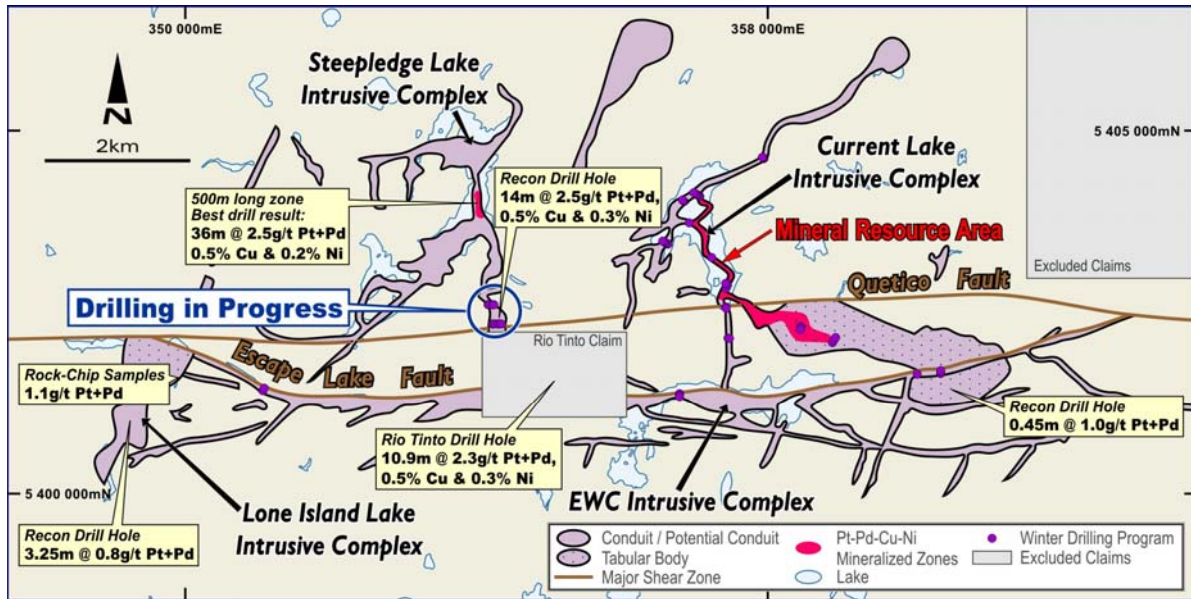 350 000mE
358 000mE
Steepledge Lake
Intrusive Complex
N
2km
5 405 000mN
Current Lake
Intrusive Complex
Recon Drill Hole
14m @ 2.5g/t Pt+Pd,
0.5% Cu & 0.3% Ni
500m long zone
Best drill result:
36m @ 2.5g/t Pt+Pd
0.5% Cu & 0.2% Ni
Mineral Resource Area
Excluded Claims
Quetico Fault
Drilling in Progress
Rio Tinto Claim
Escape Lake Fault
Rock-Chip Samples
1.1g/t Pt+Pd
Recon Drill Hole
0.45m @ 1.0g/t Pt+Pd
Rio Tinto Drill Hole
10.9m @ 2.3g/t Pt+Pd,
0.5% Cu & 0.3% Ni
5 400 000mN
EWC Intrusive Complex
Lone Island Lake
Intrusive Complex
Recon Drill Hole
3.25m @ 0.8g/t Pt+Pd
Conduit / Potential Conduit
Tabular Body
Major Shear Zone
Pt-Pd-Cu-Ni
Mineralized Zones
Lake
Winter Drilling Program
Excluded Claims